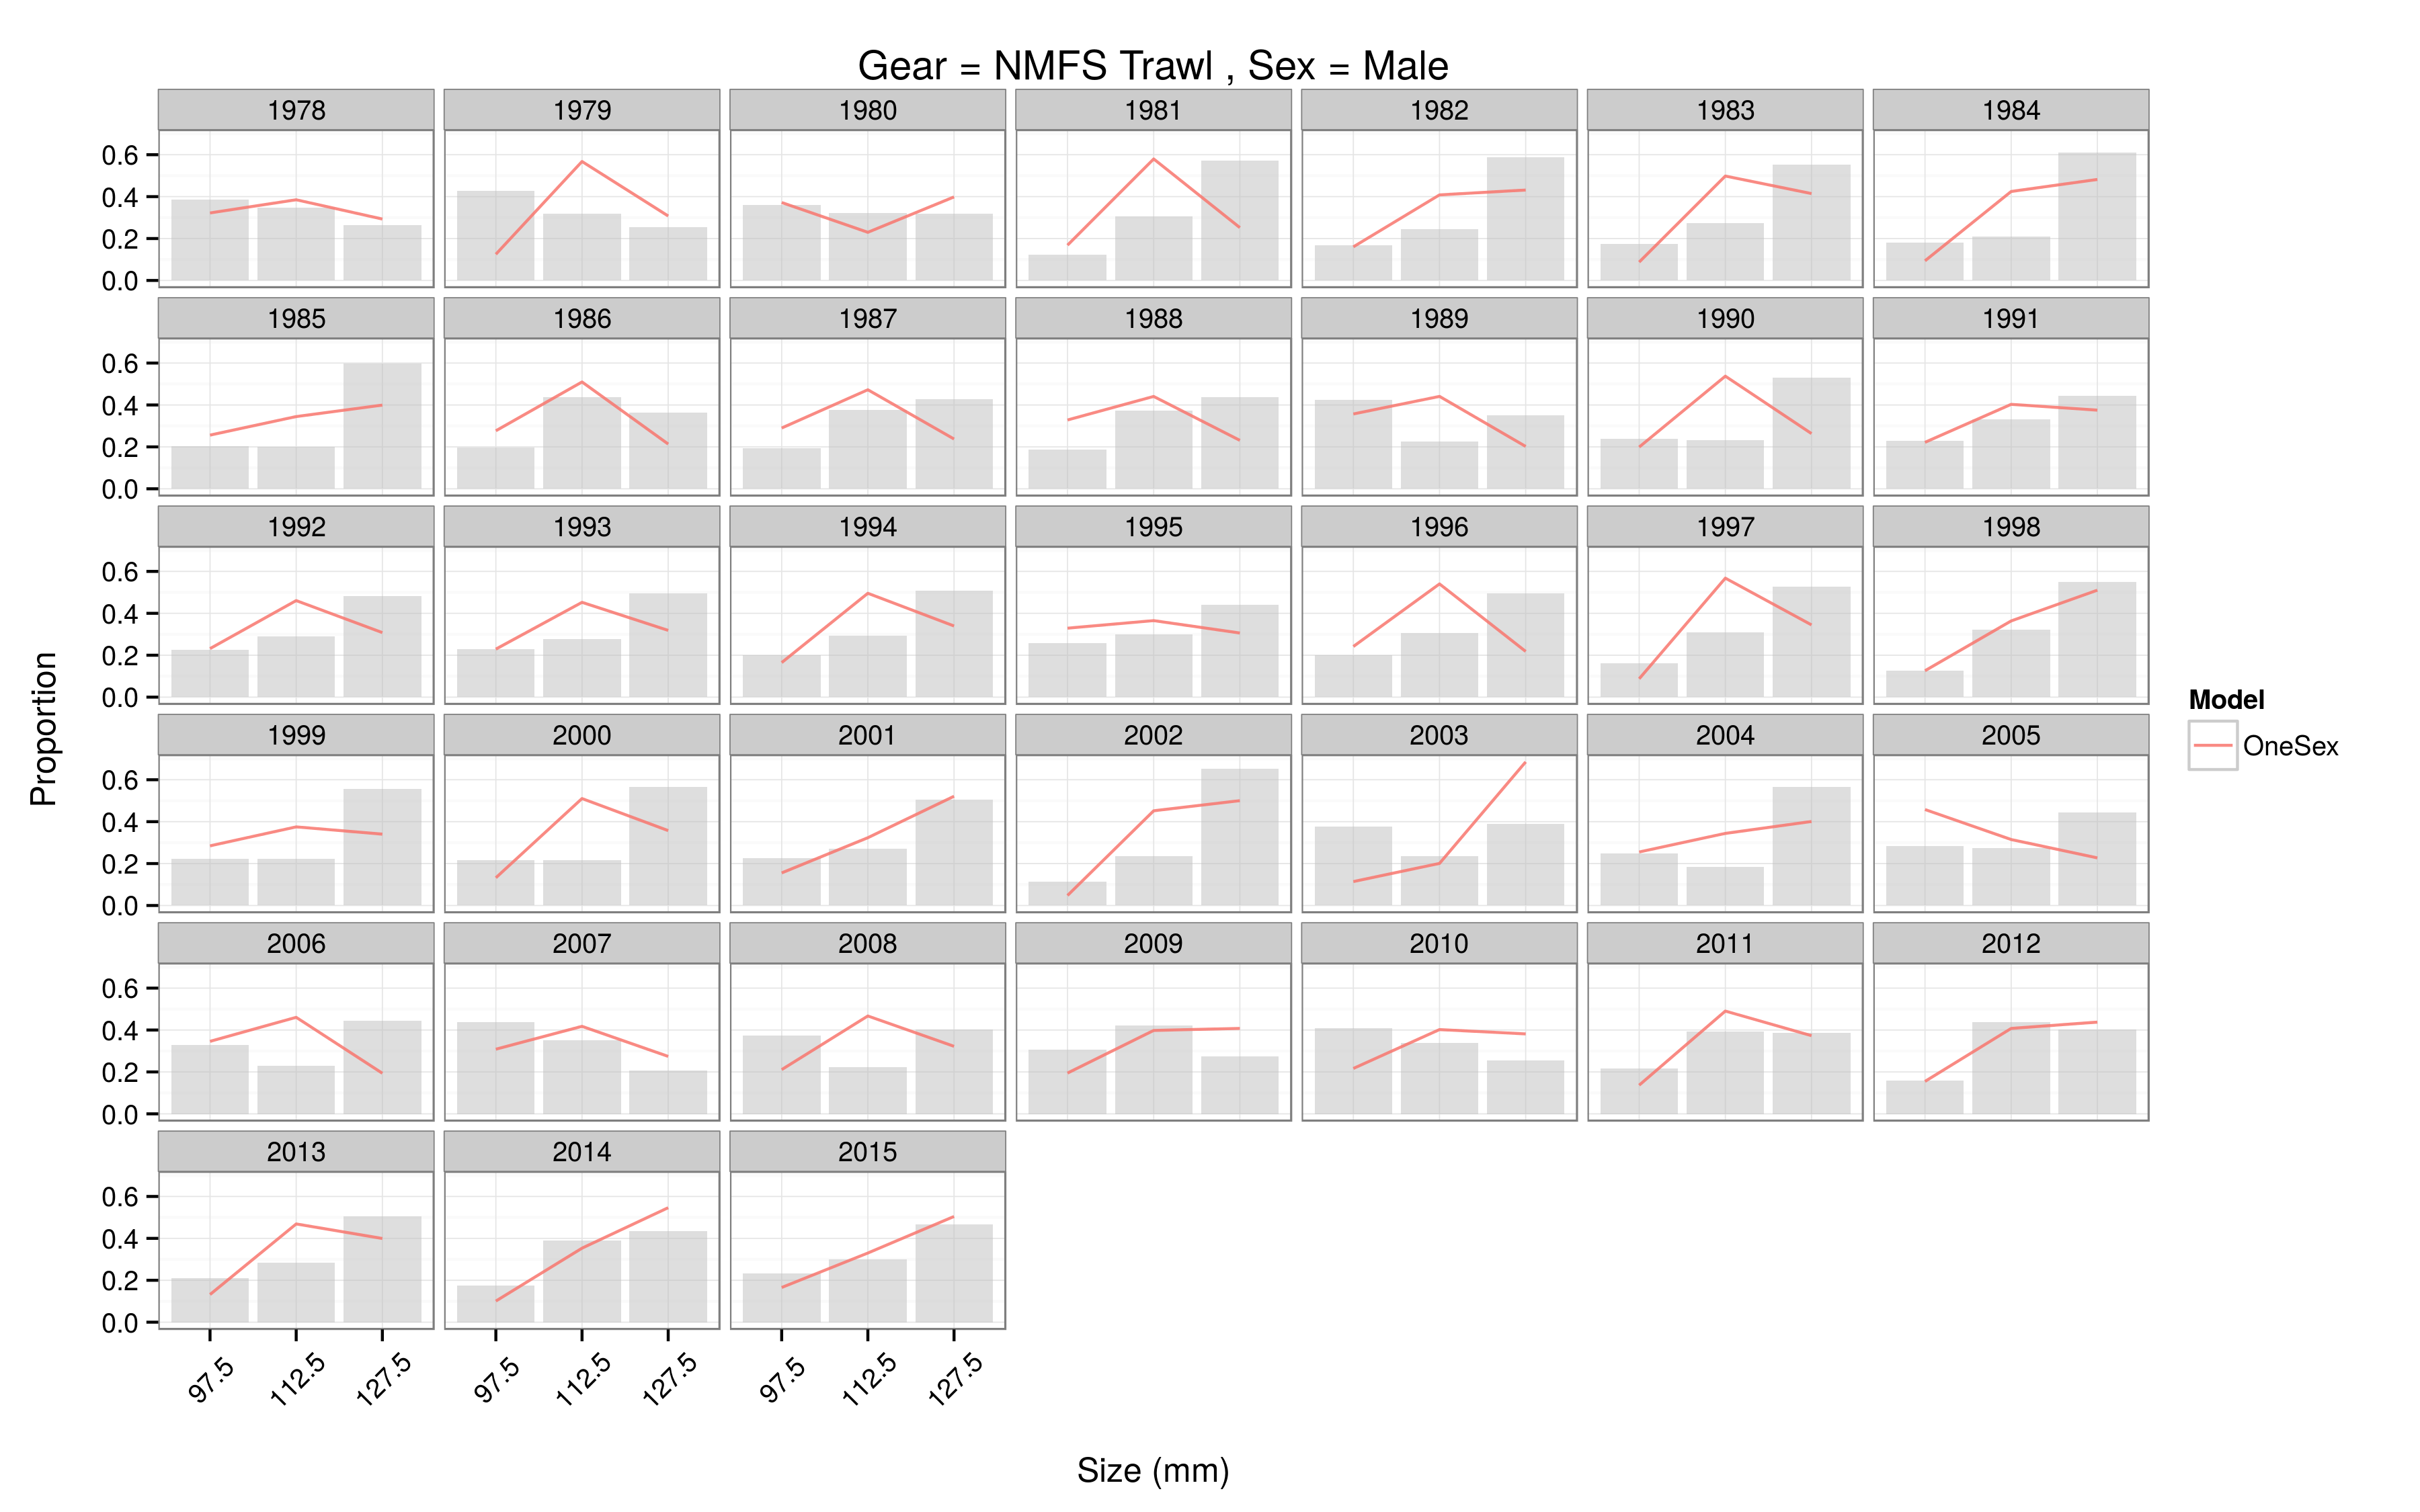 Gear = NMFS Trawl , Sex = Male
1978 1979 1980 1981 1982 1983 1984
0.6
0.4
0.2
0.0
1985 1986 1987 1988 1989 1990 1991
0.6
0.4
0.2
0.0
1992 1993 1994 1995 1996 1997 1998
0.6
0.4
0.2
0.0
1999 2000 2001 2002 2003 2004 2005
0.6
0.4
0.2
0.0
2006 2007 2008 2009 2010 2011 2012
0.6
0.4
0.2
0.0
2013 2014 2015
0.6
0.4
0.2
0.0
97.5 112.5 127.5 97.5 112.5 127.5 97.5 112.5 127.5
Proportion
Size (mm)
Model
OneSex